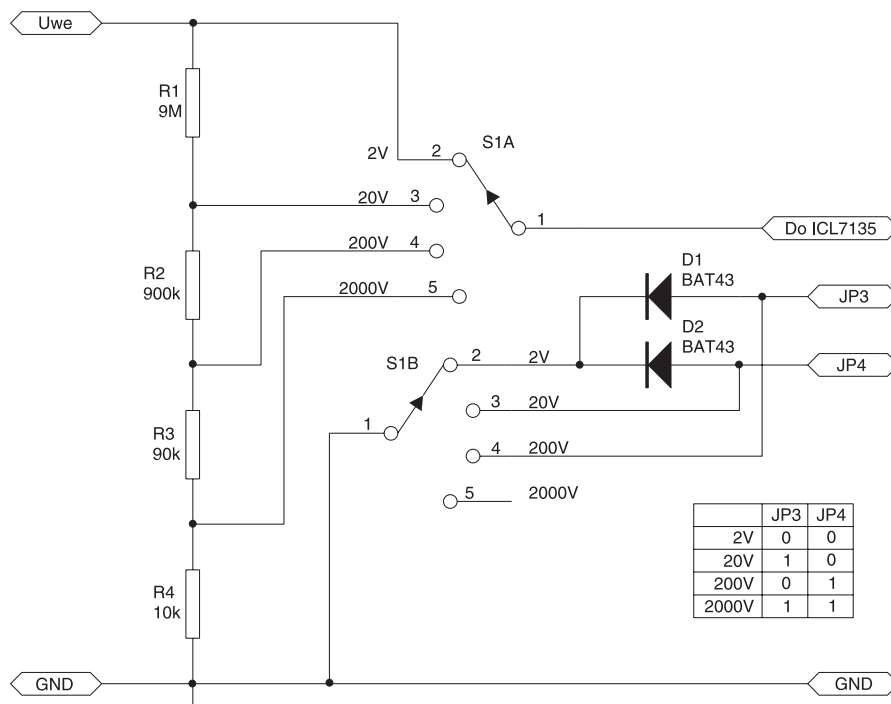 Uwe
R1
9M
S1A
2V 2
20V 3
1
Do ICL7135
200V 4
R2
900k
2000V 5
D1
BAT43
JP3
D2
BAT43
S1B
2 2V
JP4
3 20V
1
R3
90k
4 200V
5 2000V
JP3 JP4
2V 0 0
20V 1 0
200V 0 1
2000V 1 1
R4
10k
GND
GND